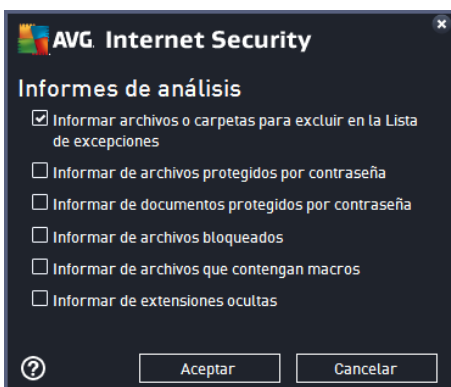 AVG. Internet Security
Informes de análisis
Informar archivos o carpetas para excluir en la Lista
de excepciones
Informar de archivos protegidos por contraseña
Informar de documentos protegidos por contraseña
Informar de archivos bloqueados
Informar de archivos que contengan macros
Informar de extensiones ocultas
?
Aceptar
Cancelar